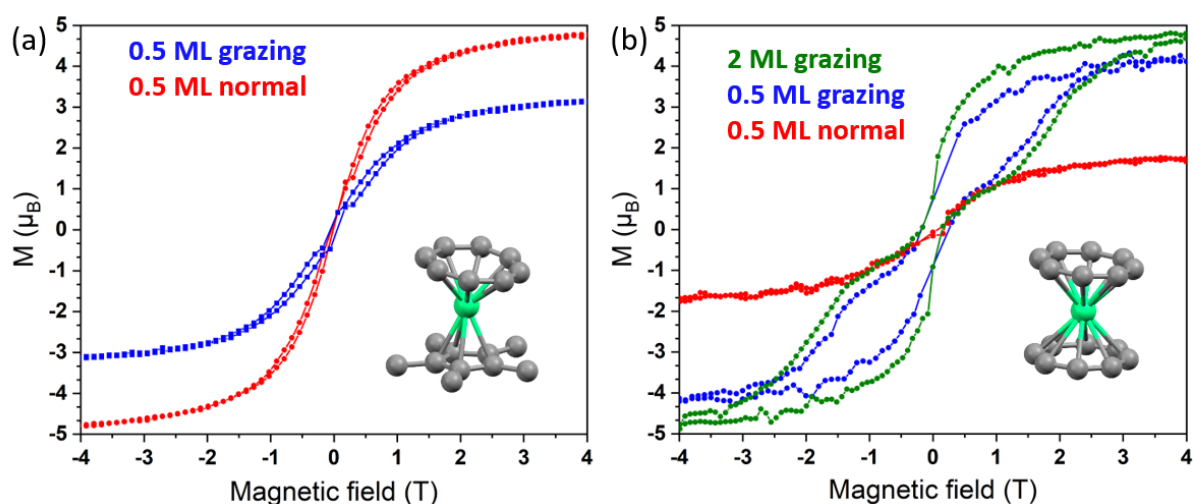 (a)
0.5 ML grazing
0.5 ML normal
M (μB)
5
4
3
2
1
0
-1
-2
-3
-4
-5
-4 -3 -2 -1 0 1 2 3 4
Magnetic field (T)
(b)
2 ML grazing
0.5 ML grazing
0.5 ML normal
M (μB)
5
4
3
2
1
0
-1
-2
-3
-4
-5
-4 -3 -2 -1 0 1 2 3 4
Magnetic field (T)